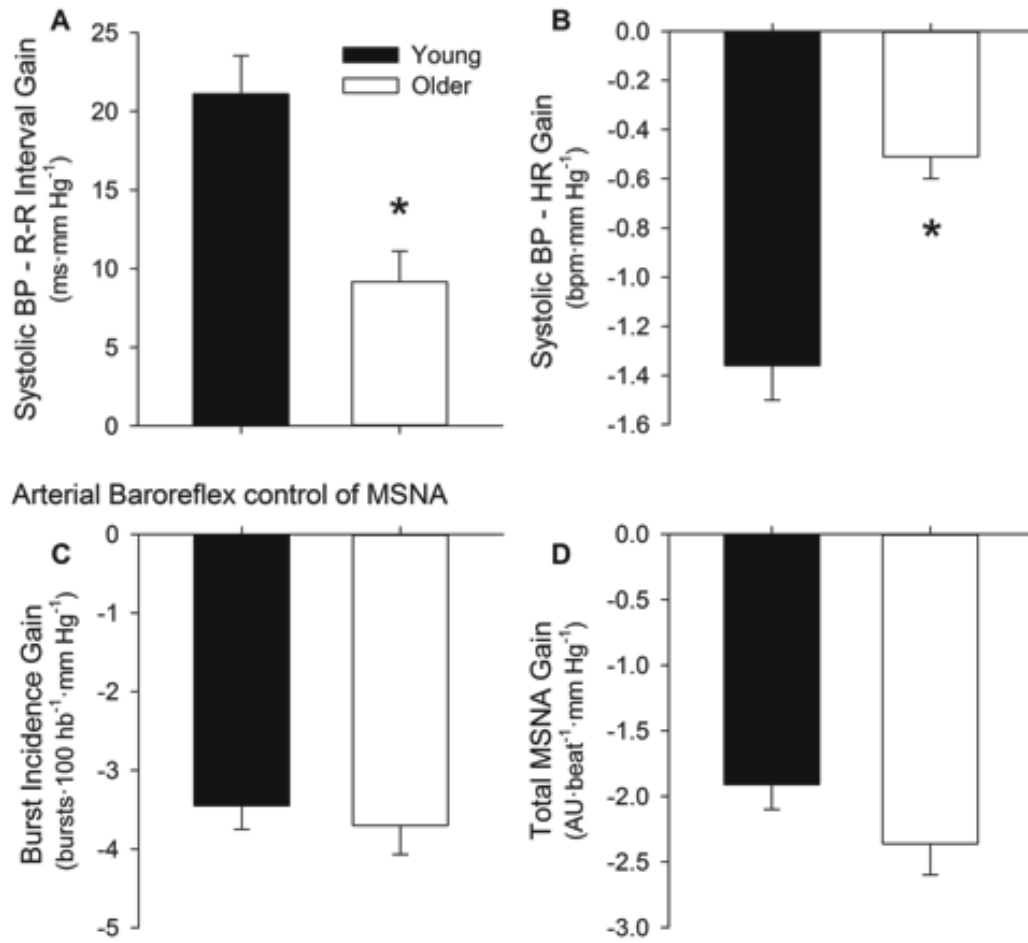 A
Systolic BP - R-R Interval Gain
(ms·mm Hg⁻¹)
25
20
15
10
5
0
Young
Older
*
B
Systolic BP - HR Gain
(bpm·mm Hg⁻¹)
0.0
-0.2
-0.4
-0.6
-0.8
-1.0
-1.2
-1.4
-1.6
*
Arterial Baroreflex control of MSNA
C
Burst Incidence Gain
(bursts·100 hb⁻¹·mm Hg⁻¹)
0
-1
-2
-3
-4
-5
D
Total MSNA Gain
(AU·beat⁻¹·mm Hg⁻¹)
0.0
-0.5
-1.0
-1.5
-2.0
-2.5
-3.0